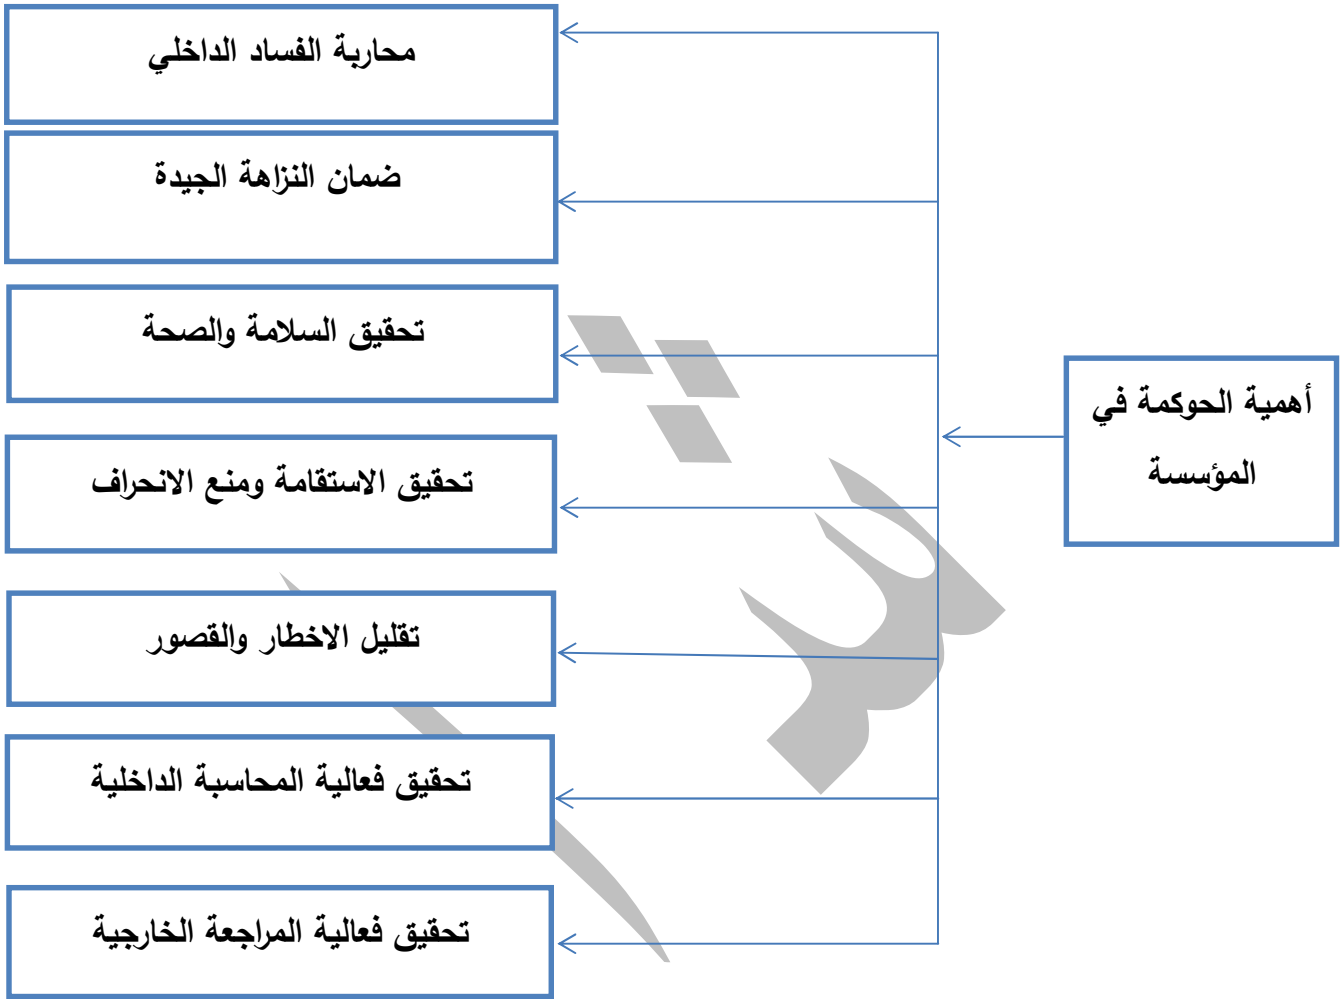 أهمية الحوكمة في
المؤسسة
محاربة الفساد الداخلي
ضمان النزاهة الجيدة
تحقيق السلامة والصحة
تحقيق الاستقامة ومنع الانحراف
تقليل الاخطار والقصور
تحقيق فعالية المحاسبة الداخلية
تحقيق فعالية المراجعة الخارجية